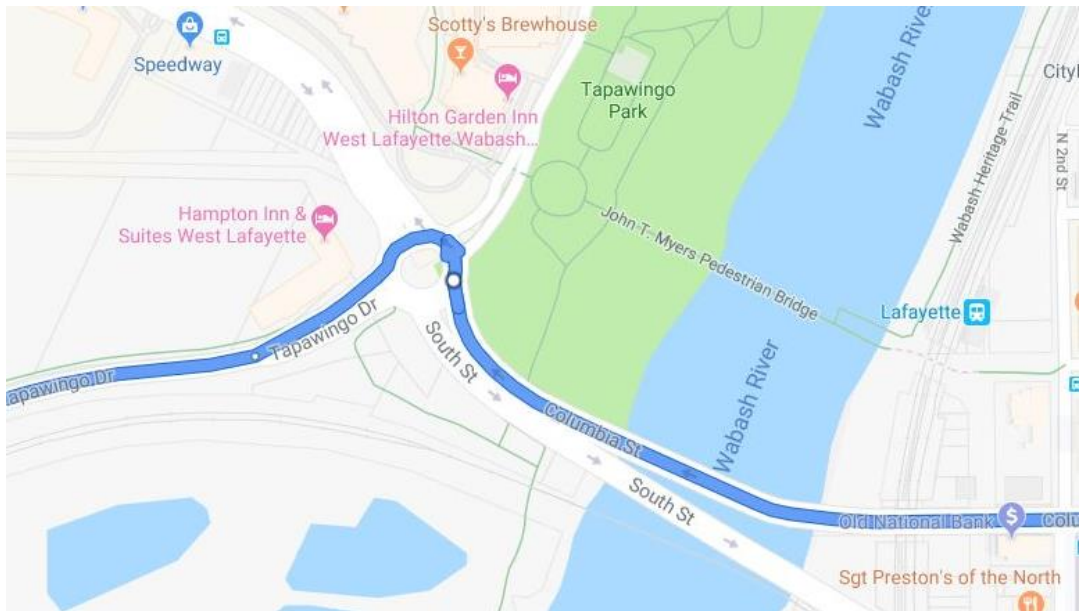 Scotty's Brewhouse
Speedway
Hilton Garden Inn
West Lafayette Wabash...
Tapawingo
Park
Wabash River
Cityl
Wabash Heritage Trail
N 2nd St
Hampton Inn &
Suites West Lafayette
John T. Myers Pedestrian Bridge
Lafayette
Tapawingo Dr
South St
apawingo Dr
Columbia St
Wabash River
South St
Old National Bank
$
Colu
Sgt Preston's of the North